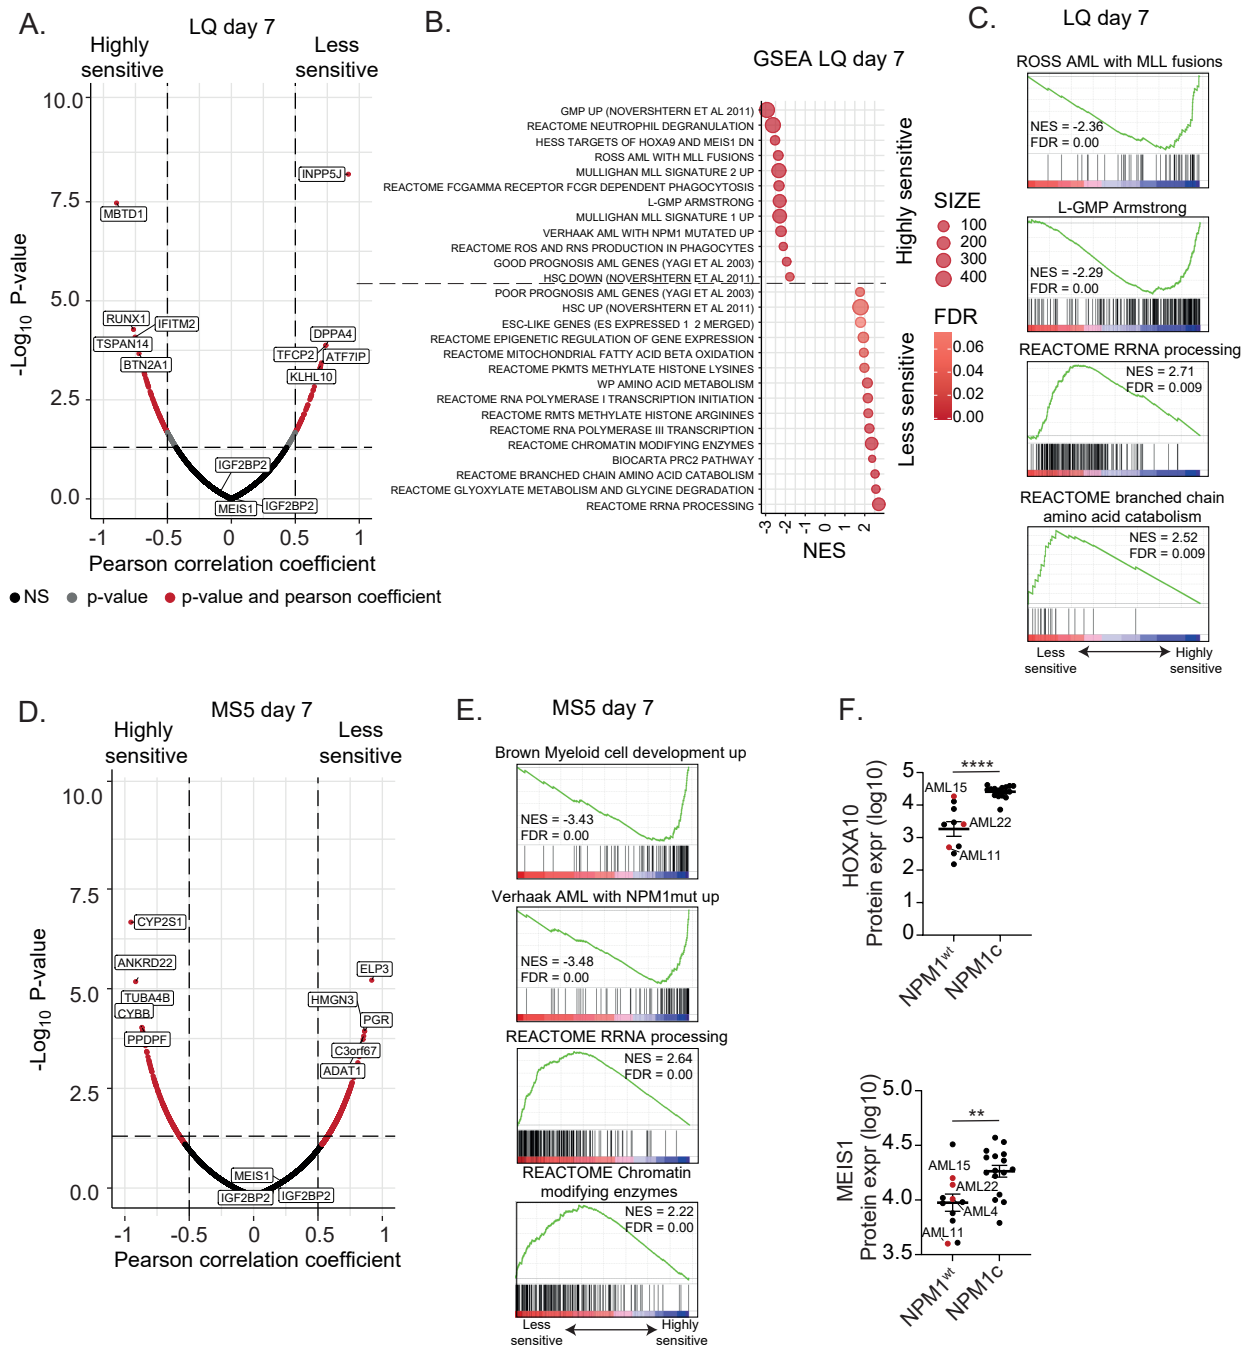 A.
LQ day 7
Highly
sensitive
Less
sensitive
10.0
7.5
5.0
2.5
0.0
-Log10 P-value
INPP5J
MBTD1
RUNX1
IFITM2
TSPAN14
BTN2A1
DPPA4
TFCP2
ATF7IP
KLHL10
IGF2BP2
MEIS1
IGF2BP2
-1
-0.5
0
0.5
1
Pearson correlation coefficient
NS
p-value
p-value and pearson coefficient
B.
GSEA LQ day 7
GMP UP (NOVERSHTERN ET AL 2011)
REACTOME NEUTROPHIL DEGRANULATION
HESS TARGETS OF HOXA9 AND MEIS1 DN
ROSS AML WITH MLL FUSIONS
MULLIGHAN MLL SIGNATURE 2 UP
REACTOME FCGAMMA RECEPTOR FCGR DEPENDENT PHAGOCYTOSIS
L-GMP ARMSTRONG
MULLIGHAN MLL SIGNATURE 1 UP
VERHAAK AML WITH NPM1 MUTATED UP
REACTOME ROS AND RNS PRODUCTION IN PHAGOCYTES
GOOD PROGNOSIS AML GENES (YAGI ET AL 2003)
HSC DOWN (NOVERSHTERN ET AL 2011)
POOR PROGNOSIS AML GENES (YAGI ET AL 2003)
HSC UP (NOVERSHTERN ET AL 2011)
ESC-LIKE GENES (ES EXPRESSED 1 2 MERGED)
REACTOME EPIGENETIC REGULATION OF GENE EXPRESSION
REACTOME MITOCHONDRIAL FATTY ACID BETA OXIDATION
REACTOME PKMTS METHYLATE HISTONE LYSINES
WP AMINO ACID METABOLISM
REACTOME RNA POLYMERASE I TRANSCRIPTION INITIATION
REACTOME RMTS METHYLATE HISTONE ARGININES
REACTOME RNA POLYMERASE III TRANSCRIPTION
REACTOME CHROMATIN MODIFYING ENZYMES
BIOCARTA PRC2 PATHWAY
REACTOME BRANCHED CHAIN AMINO ACID CATABOLISM
REACTOME GLYOXYLATE METABOLISM AND GLYCINE DEGRADATION
REACTOME RRNA PROCESSING
-3
-2
-1
0
1
2
NES
Highly sensitive
Less sensitive
SIZE
100
200
300
400
FDR
0.06
0.04
0.02
0.00
C.
LQ day 7
ROSS AML with MLL fusions
NES = -2.36
FDR = 0.00
L-GMP Armstrong
NES = -2.29
FDR = 0.00
REACTOME RRNA processing
NES = 2.71
FDR = 0.009
REACTOME branched chain
amino acid catabolism
NES = 2.52
FDR = 0.009
Less
sensitive
Highly
sensitive
D.
MS5 day 7
Highly
sensitive
Less
sensitive
10.0
7.5
5.0
2.5
0.0
-Log10 P-value
CYP2S1
ANKRD22
TUBA4B
CYBB
PPDPF
ELP3
HMGN3
PGR
C3orf67
ADAT1
MEIS1
IGF2BP2
IGF2BP2
-1
-0.5
0
0.5
1
Pearson correlation coefficient
E.
MS5 day 7
Brown Myeloid cell development up
NES = -3.43
FDR = 0.00
Verhaak AML with NPM1mut up
NES = -3.48
FDR = 0.00
REACTOME RRNA processing
NES = 2.64
FDR = 0.00
REACTOME Chromatin
modifying enzymes
NES = 2.22
FDR = 0.00
Less
sensitive
Highly
sensitive
F.
HOXA10
Protein expr (log10)
5
4
3
2
1
0
****
AML15
AML22
AML11
NPM1wt
NPM1c
MEIS1
Protein expr (log10)
5.0
4.5
4.0
3.5
**
AML15
AML22
AML4
AML11
NPM1wt
NPM1c